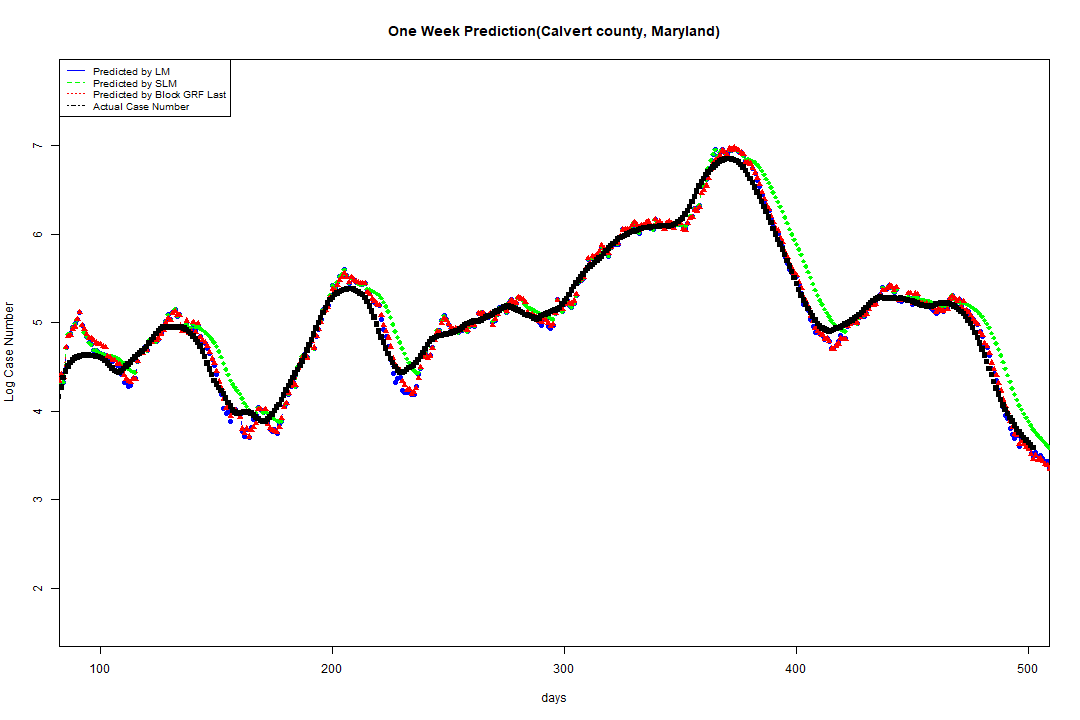 One Week Prediction(Calvert county, Maryland)
Predicted by LM
Predicted by SLM
Predicted by Block GRF Last
Actual Case Number
Log Case Number
7
6
5
4
3
2
100 200 300 400 500
days